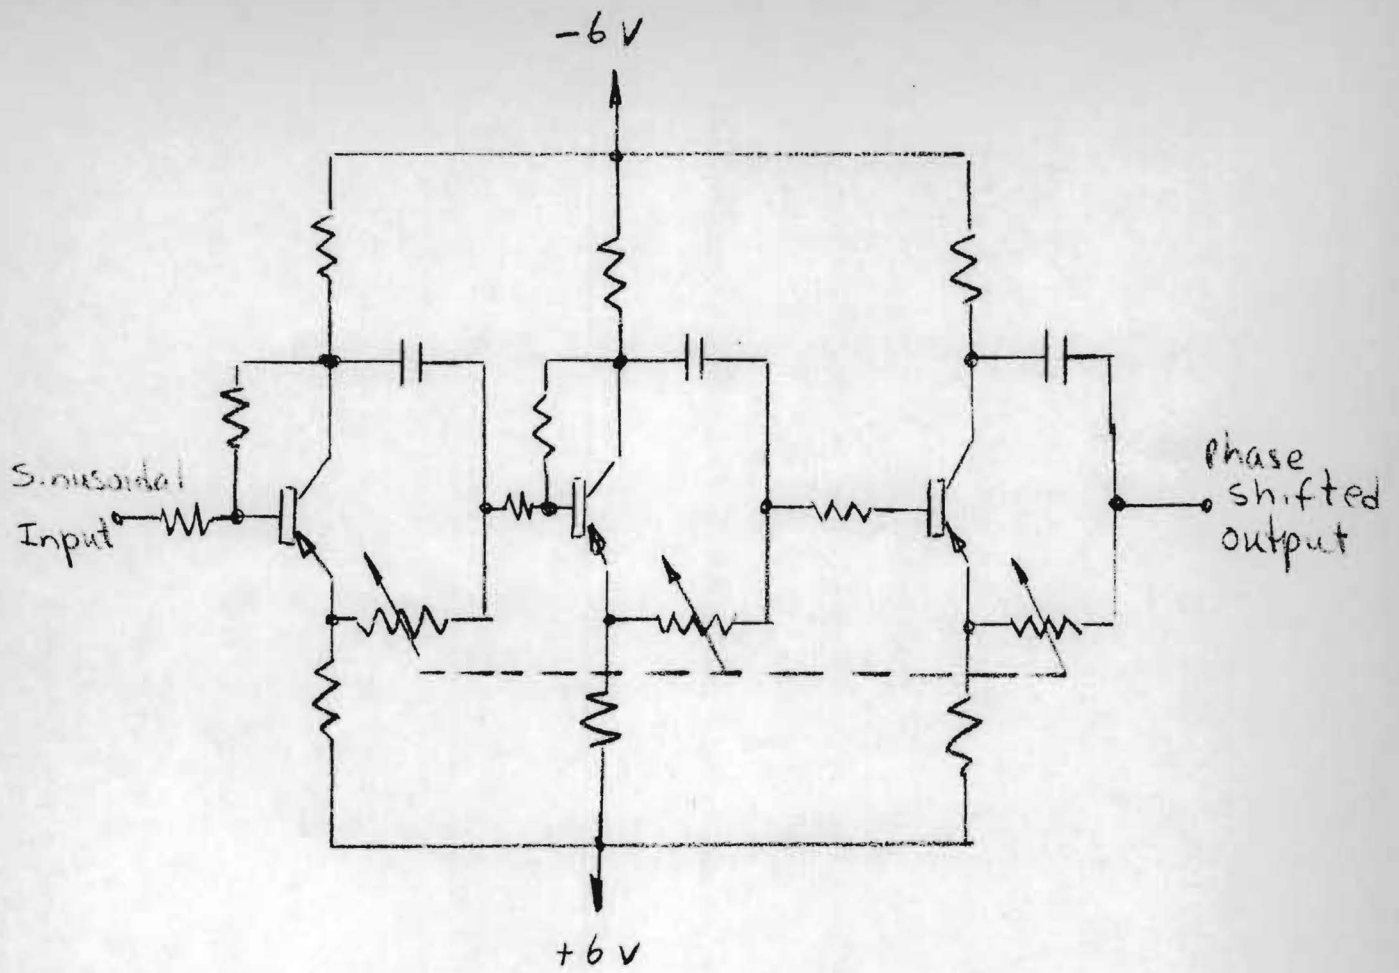 -6 V
Sinusoidal
Input
Phase
shifted
output
+6 V